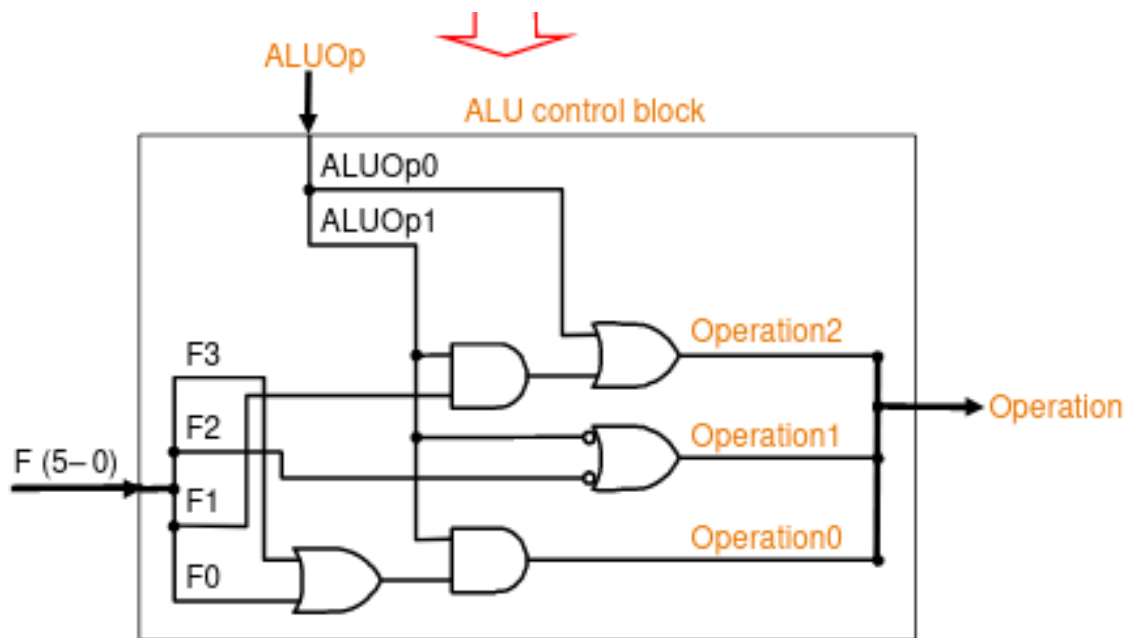 ALUOp
ALU control block
ALUOp0
ALUOp1
Operation2
F3
Operation
F2
Operation1
F (5–0)
F1
Operation0
F0